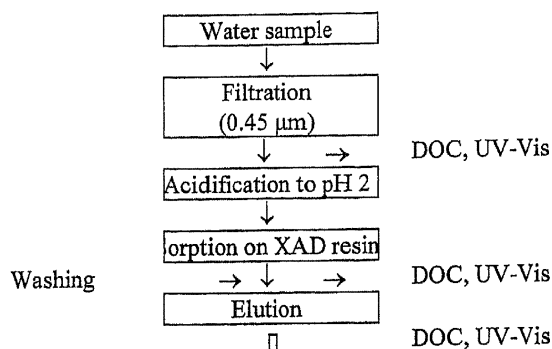 Water sample
Filtration
(0.45 μm)
DOC, UV-Vis
Acidification to pH 2
orption on XAD resin
Washing
DOC, UV-Vis
Elution
DOC, UV-Vis